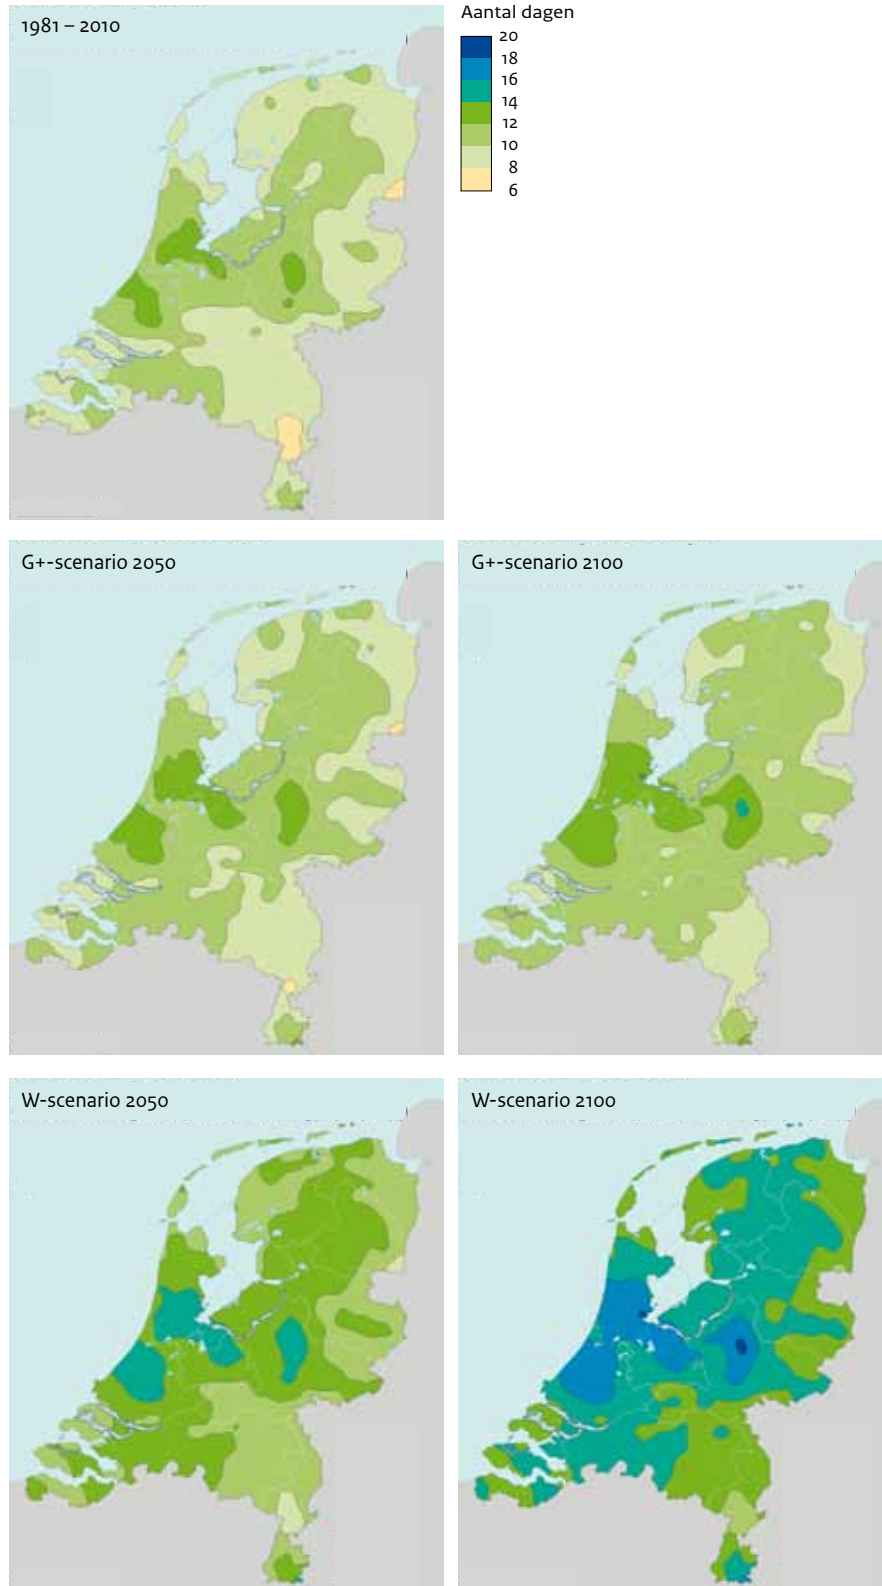 1981 – 2010
Aantal dagen
20
18
16
14
12
10
8
6
G+-scenario 2050
G+-scenario 2100
W-scenario 2050
W-scenario 2100